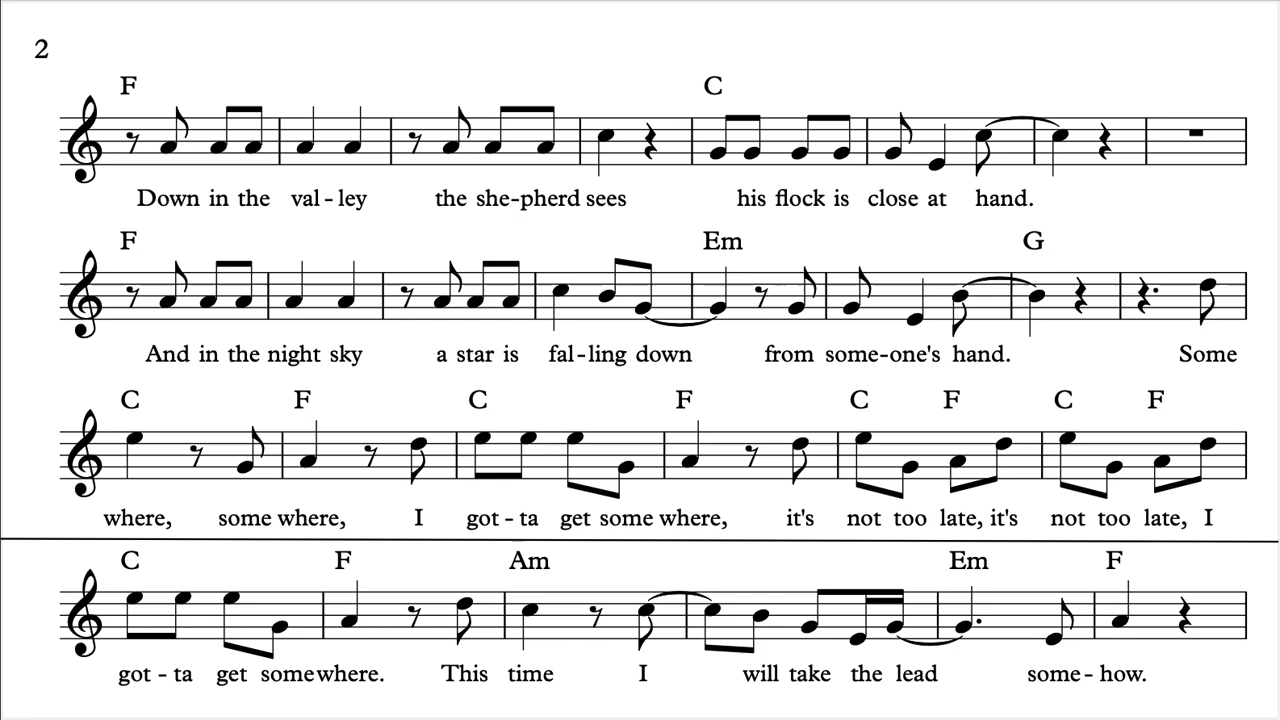 2
F C
Down in the val - ley the she-pherd sees his flock is close at hand.
F Em G
And in the night sky a star is fal-ling down from some-one's hand. Some
C F C F C F C F
where, some where, I got - ta get some where, it's not too late, it's not too late, I
C F Am Em F
got - ta get somewhere. This time I will take the lead some - how.